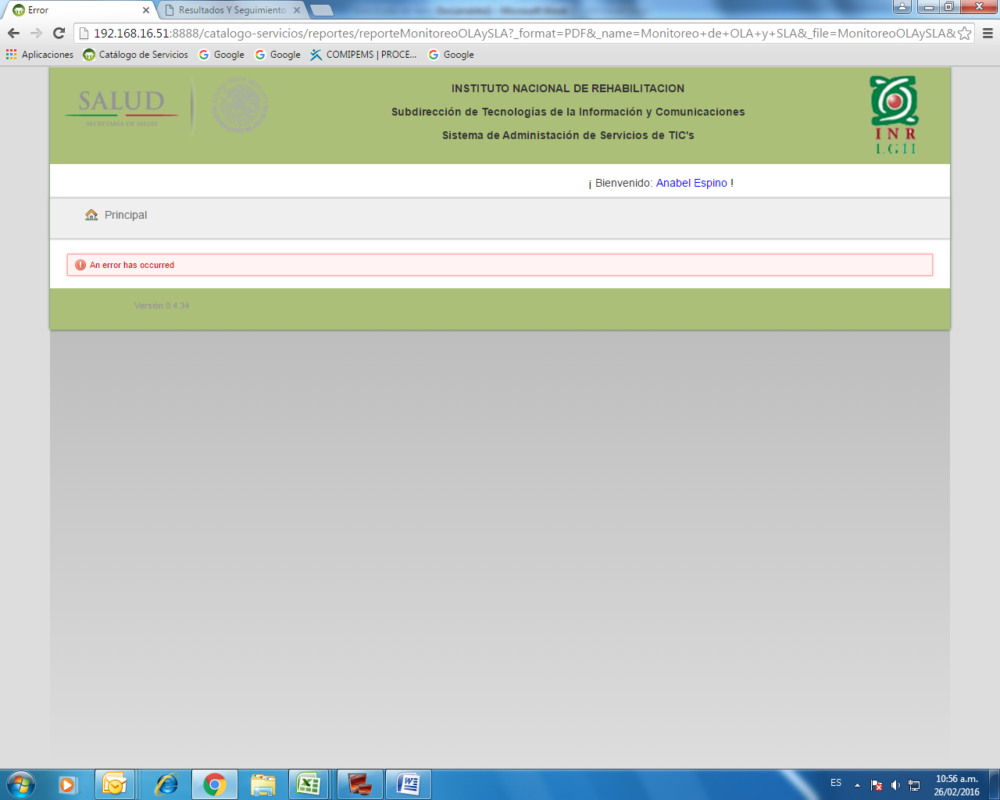 Error
Resultados Y Seguimiento
192.168.16.51:8888/catalogo-servicios/reportes/reporteMonitoreoOLAySLA?_format=PDF&_name=Monitoreo+de+OLA+y+SLA&_file=MonitoreoOLAySLA&
Aplicaciones Catálogo de Servicios Google Google COMIPEMS | PROCE... Google
SALUD
SECRETARÍA DE SALUD
INSTITUTO NACIONAL DE REHABILITACION
Subdirección de Tecnologías de la Información y Comunicaciones
Sistema de Administación de Servicios de TIC's
INR
LGII
¡ Bienvenido: Anabel Espino !
Principal
An error has occurred
Versión 0.4.34
ES
10:56 a.m.
26/02/2016